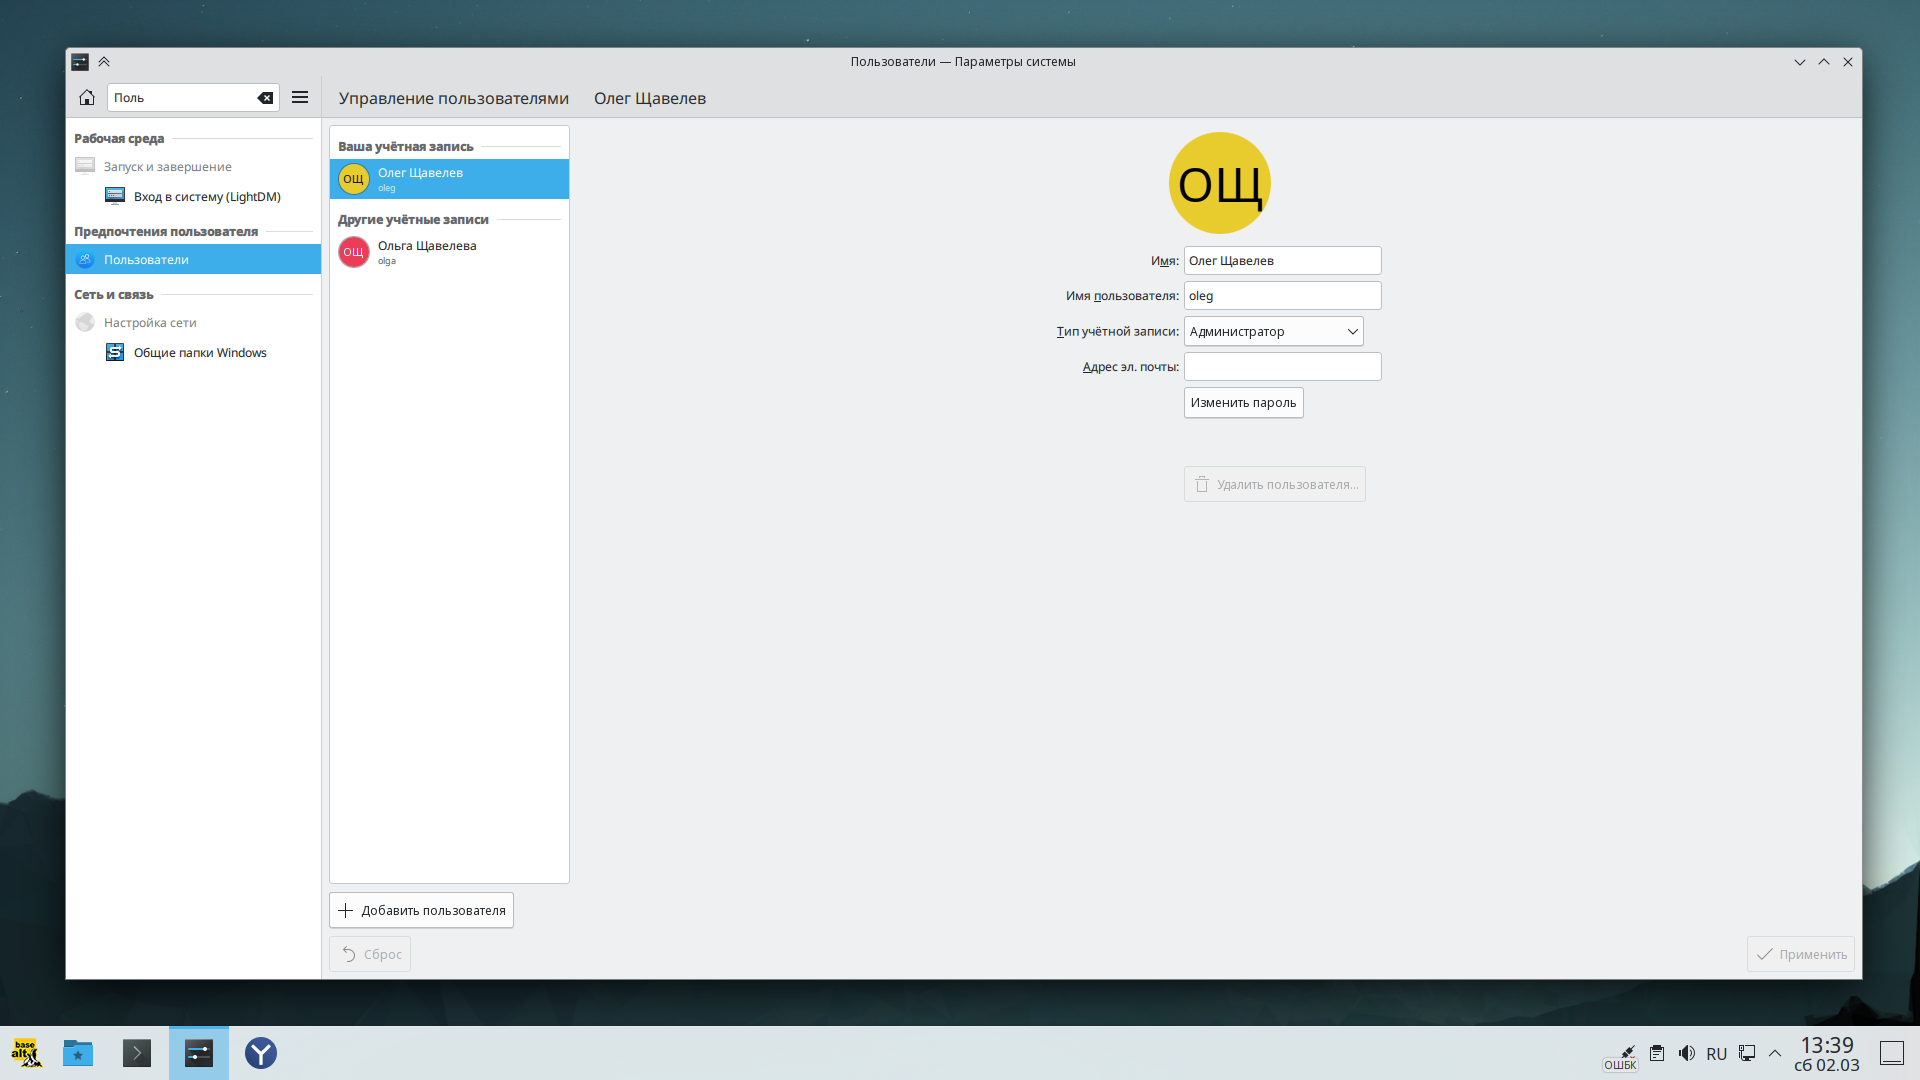 Пользователи — Параметры системы
Поль
Управление пользователями
Олег Щавелев
Рабочая среда
Запуск и завершение
Вход в систему (LightDM)
Предпочтения пользователя
Пользователи
Сеть и связь
Настройка сети
Общие папки Windows
Ваша учётная запись
ОЩ
Олег Щавелев
oleg
Другие учётные записи
ОЩ
Ольга Щавелева
olga
Добавить пользователя
Сброс
ОЩ
Имя: Олег Щавелев
Имя пользователя: oleg
Тип учётной записи: Администратор
Адрес эл. почты:
Изменить пароль
Удалить пользователя...
Применить
base
alt
ОШБК
RU
13:39
сб 02.03